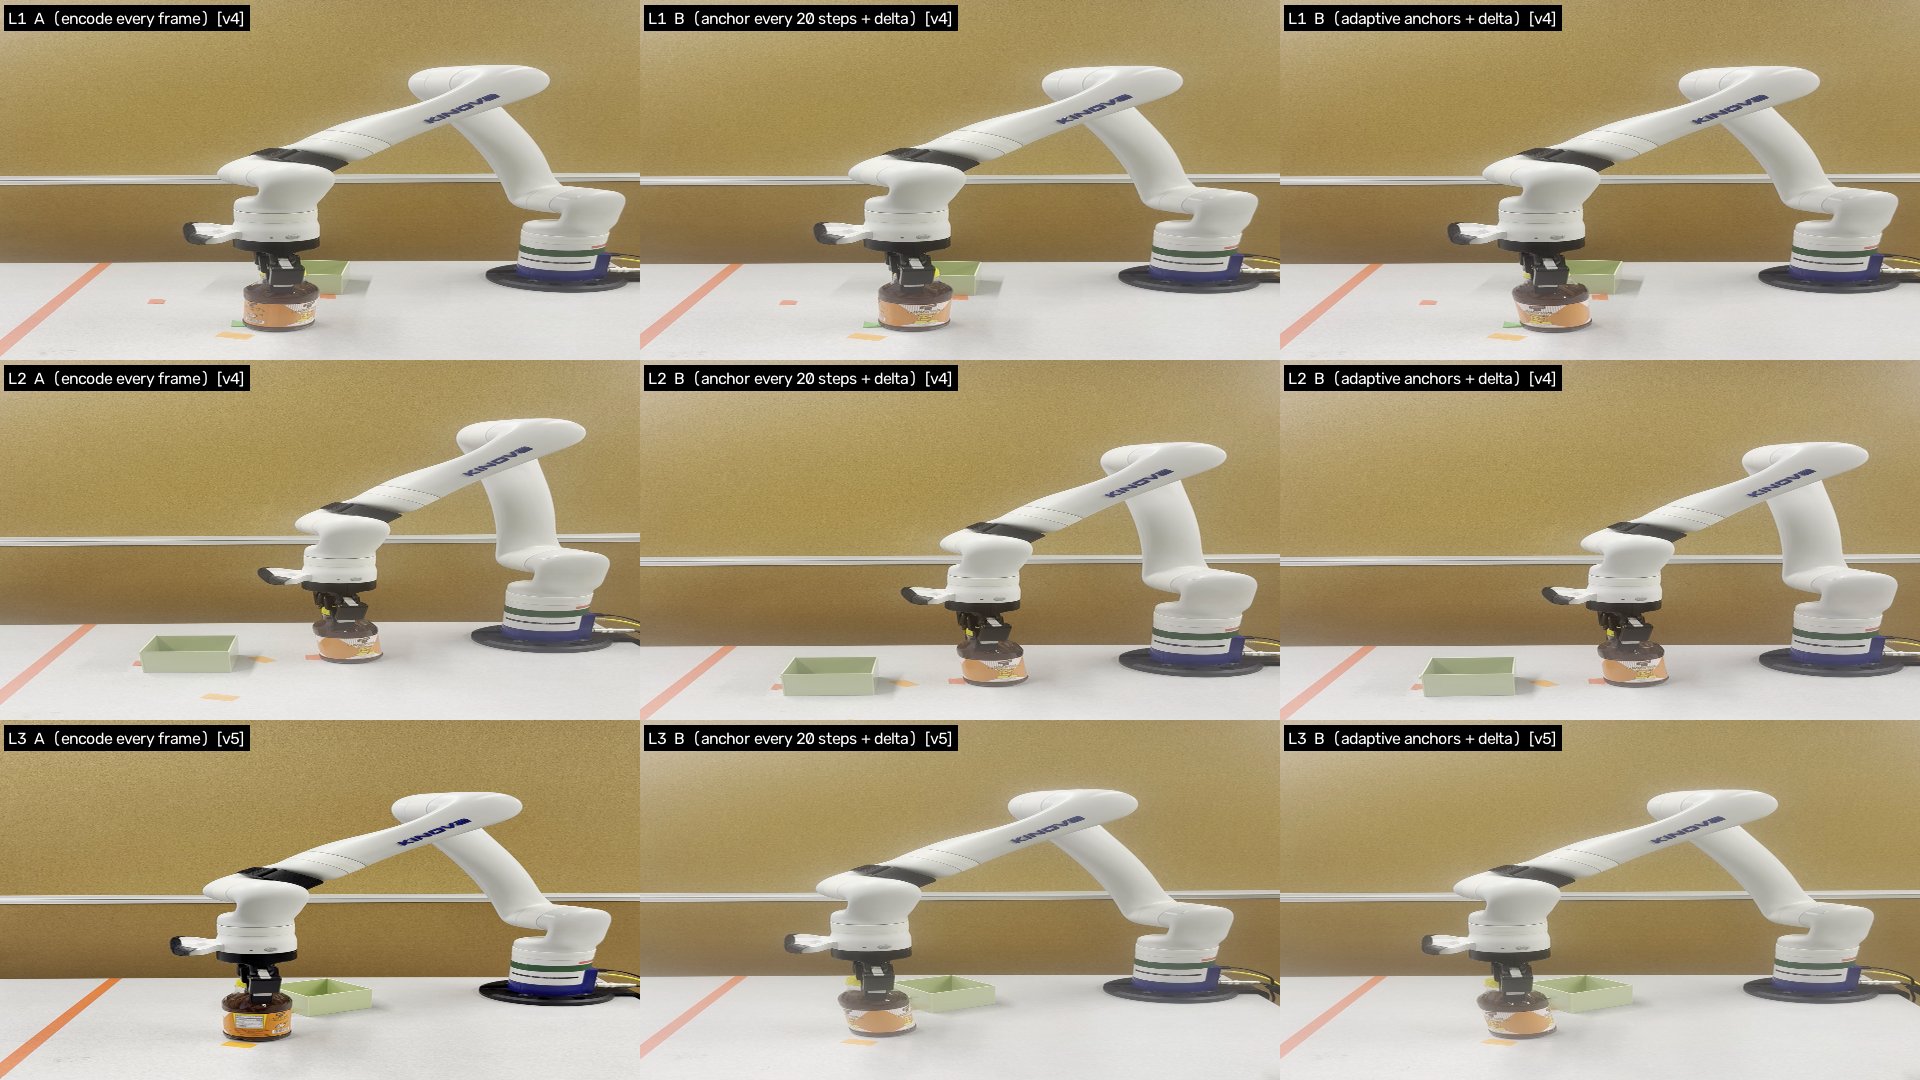 L1 A (encode every frame) [v4]
L1 B (anchor every 20 steps + delta) [v4]
L1 B (adaptive anchors + delta) [v4]
KINOVA
KINOVA
KINOVA
L2 A (encode every frame) [v4]
L2 B (anchor every 20 steps + delta) [v4]
L2 B (adaptive anchors + delta) [v4]
KINOVA
KINOVA
KINOVA
L3 A (encode every frame) [v5]
L3 B (anchor every 20 steps + delta) [v5]
L3 B (adaptive anchors + delta) [v5]
KINOVA
KINOVA
KINOVA